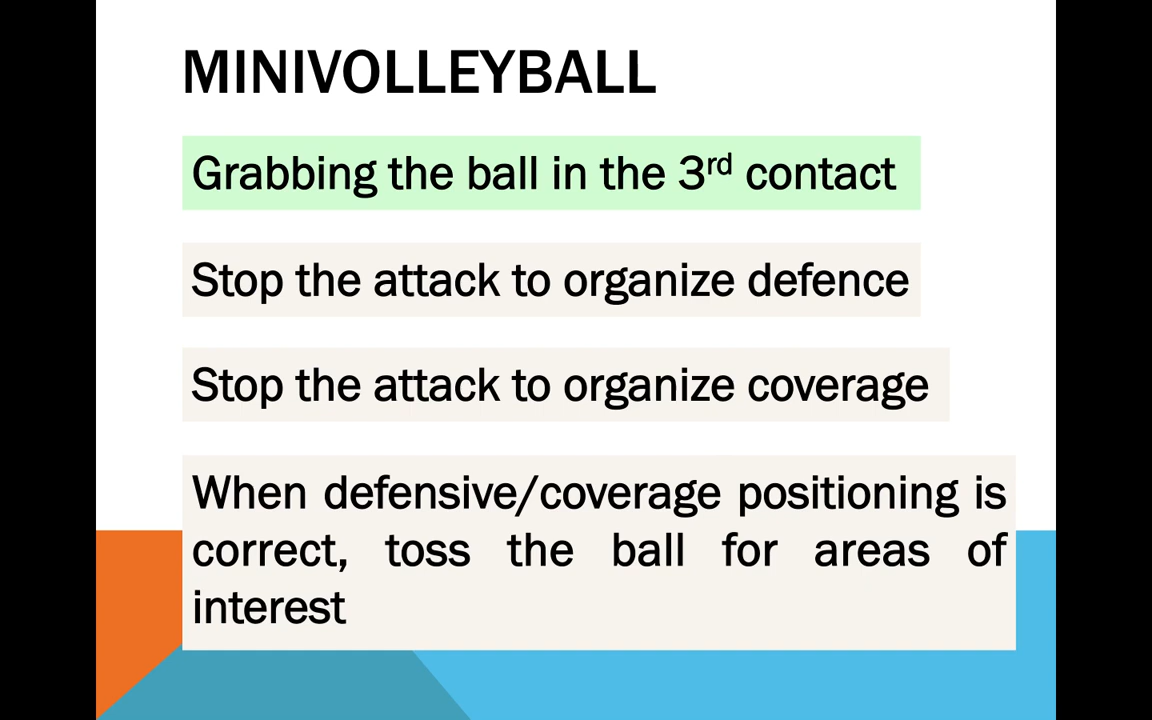 MINIVOLLEYBALL
Grabbing the ball in the 3rd contact
Stop the attack to organize defence
Stop the attack to organize coverage
When defensive/coverage positioning is
correct, toss the ball for areas of
interest